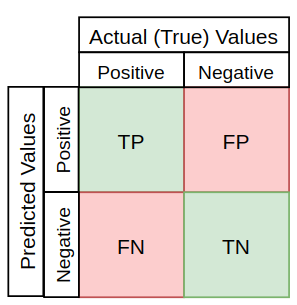 Actual (True) Values
Positive
Negative
Predicted Values
Positive
TP
FP
Negative
FN
TN